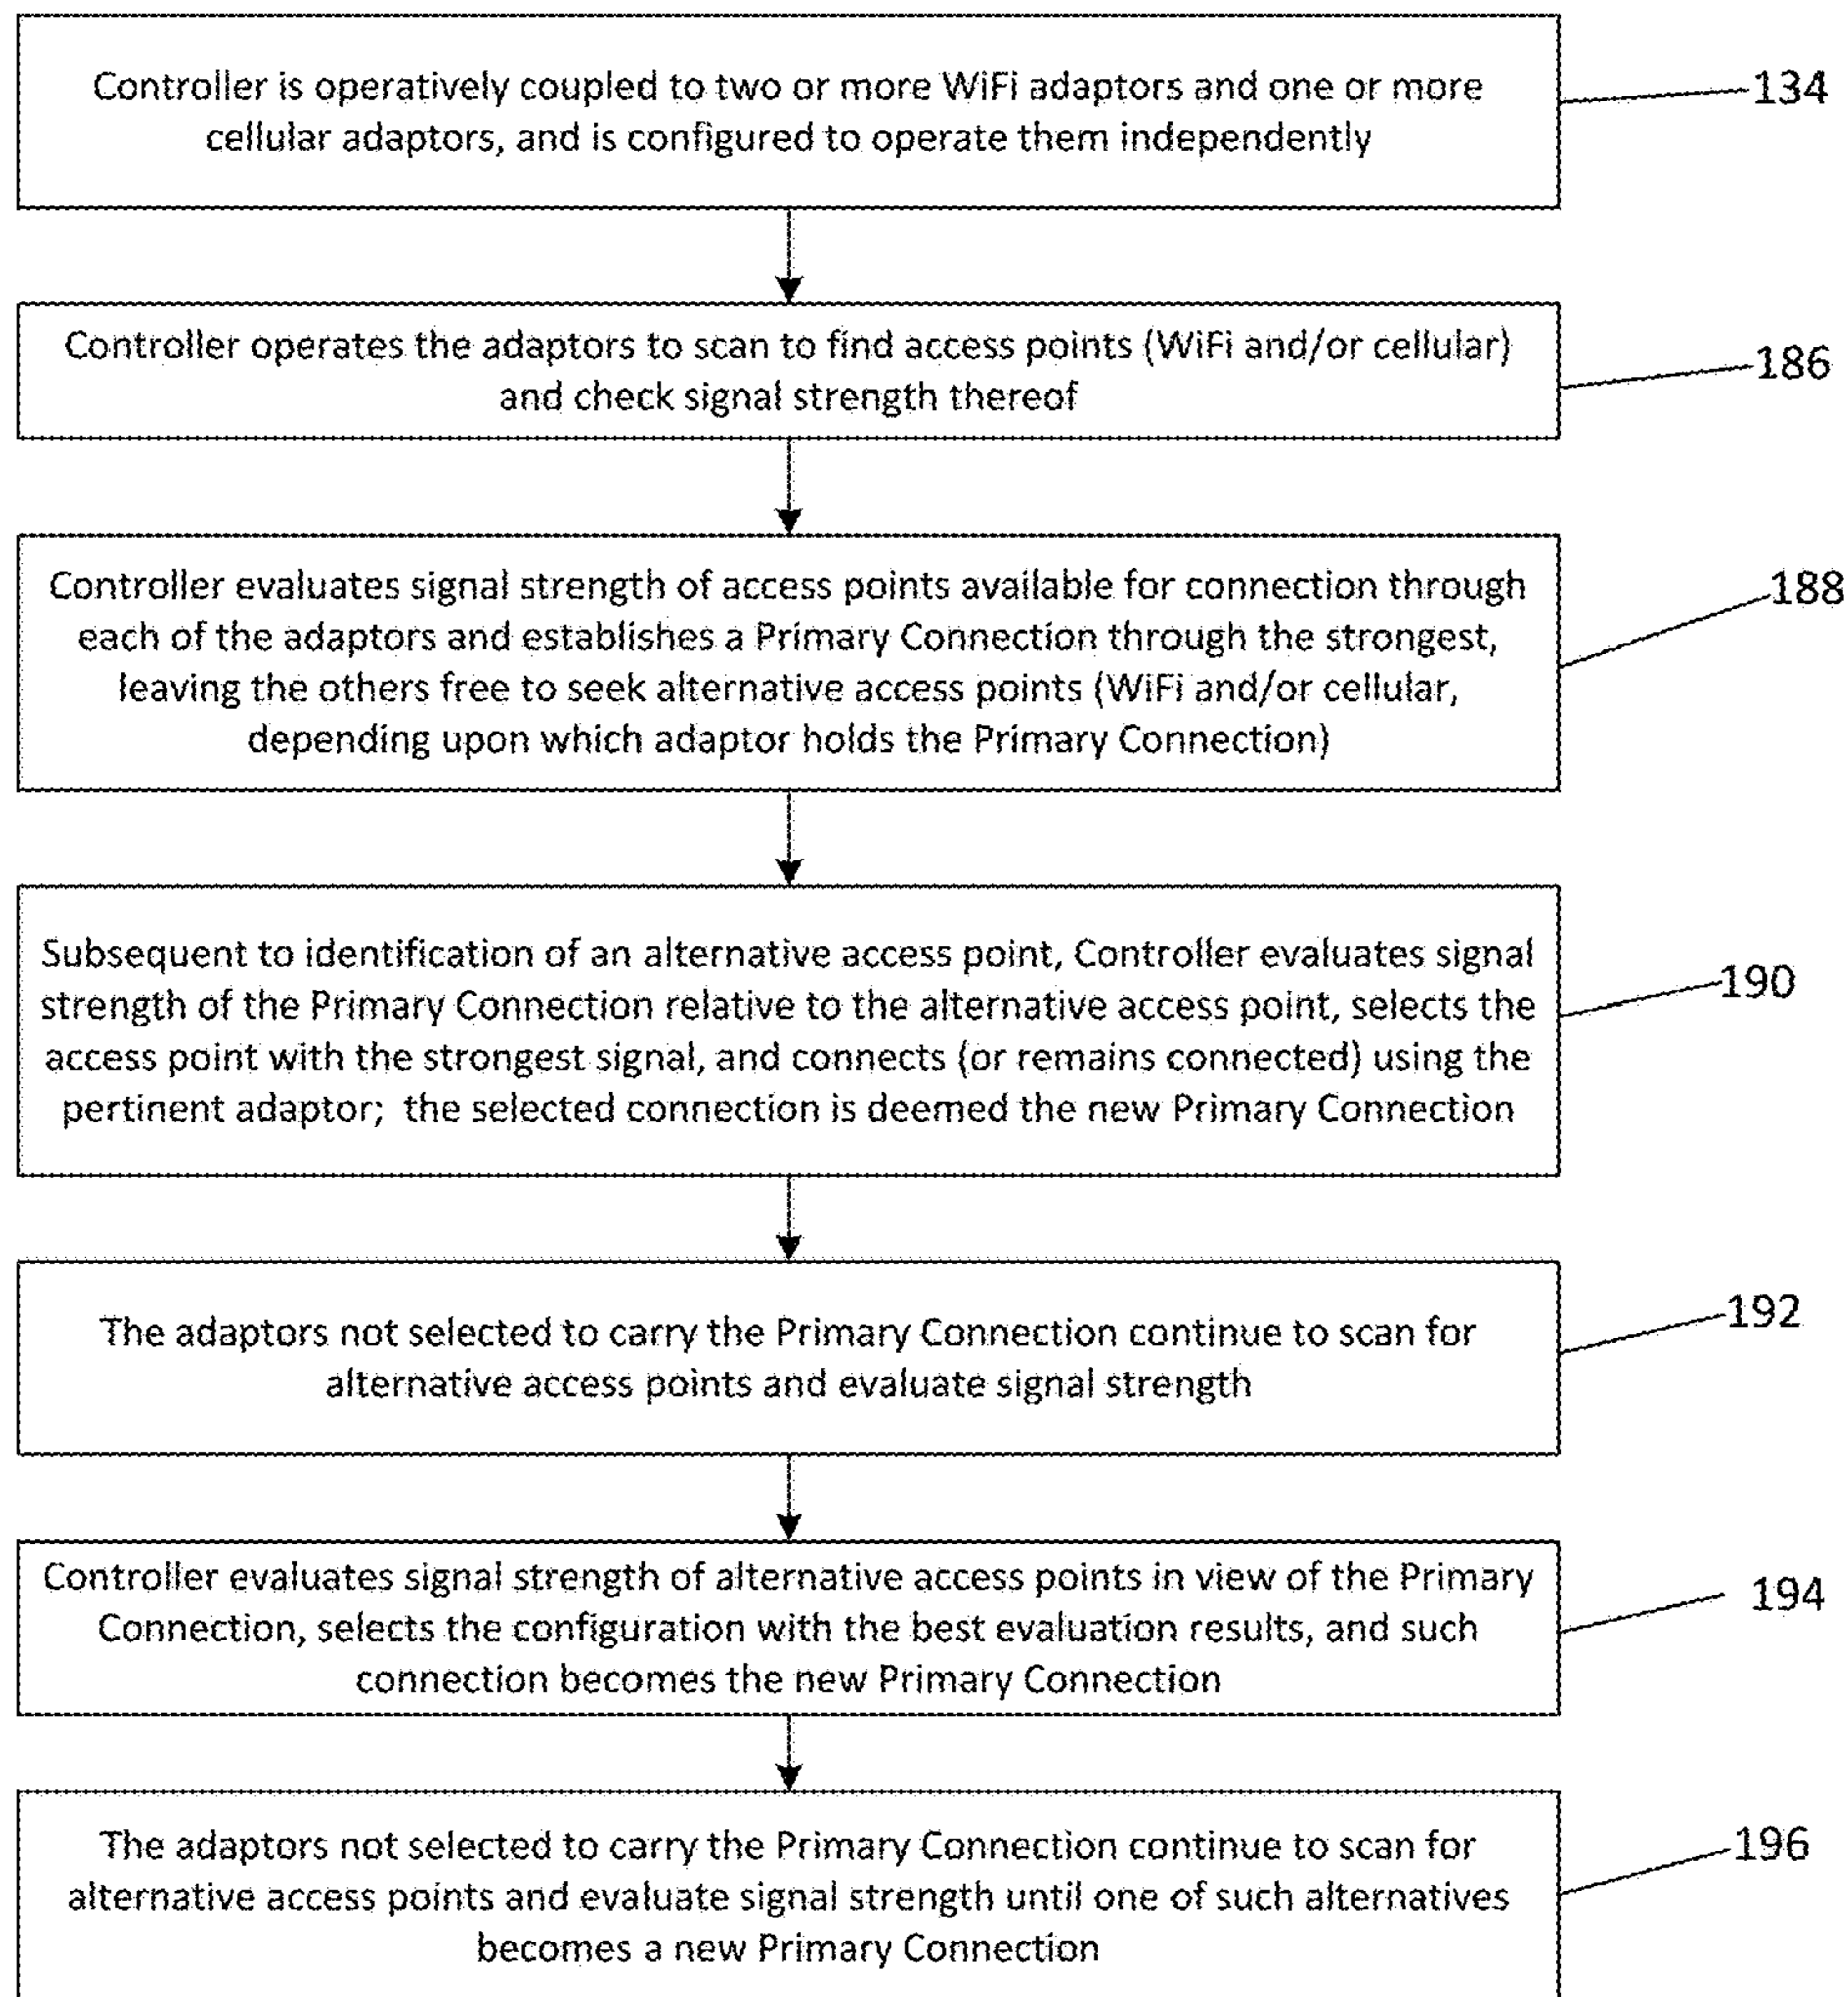 Controller is operatively coupled to two or more WiFi adaptors and one or more
cellular adaptors, and is configured to operate them independently
134
Controller operates the adaptors to scan to find access points (WiFi and/or cellular)
and check signal strength thereof
186
Controller evaluates signal strength of access points available for connection through
each of the adaptors and establishes a Primary Connection through the strongest,
leaving the others free to seek alternative access points (WiFi and/or cellular,
depending upon which adaptor holds the Primary Connection)
188
Subsequent to identification of an alternative access point, Controller evaluates signal
strength of the Primary Connection relative to the alternative access point, selects the
access point with the strongest signal, and connects (or remains connected) using the
pertinent adaptor; the selected connection is deemed the new Primary Connection
190
The adaptors not selected to carry the Primary Connection continue to scan for
alternative access points and evaluate signal strength
192
Controller evaluates signal strength of alternative access points in view of the Primary
Connection, selects the configuration with the best evaluation results, and such
connection becomes the new Primary Connection
194
The adaptors not selected to carry the Primary Connection continue to scan for
alternative access points and evaluate signal strength until one of such alternatives
becomes a new Primary Connection
196